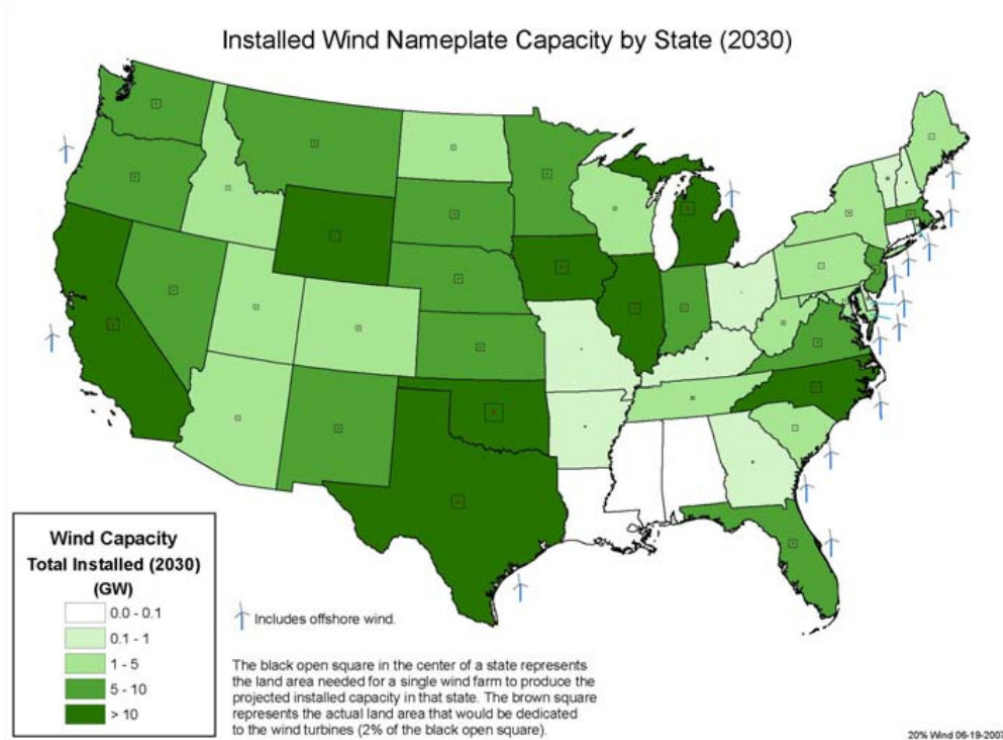 Installed Wind Nameplate Capacity by State (2030)
Wind Capacity
Total Installed (2030)
(GW)
0.0 - 0.1
0.1 - 1
1 - 5
5 - 10
> 10
Includes offshore wind.
The black open square in the center of a state represents
the land area needed for a single wind farm to produce the
projected installed capacity in that state. The brown square
represents the actual land area that would be dedicated
to the wind turbines (2% of the black open square).
20% Wind 06-19-2007